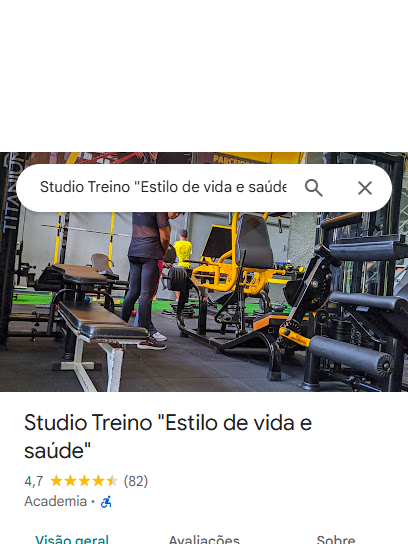 PARCEIRO
TITANIUM
Studio Treino "Estilo de vida e saúde
Studio Treino "Estilo de vida e
saúde"
4,7 (82)
Academia ·
Visão geral Avaliações Sobre